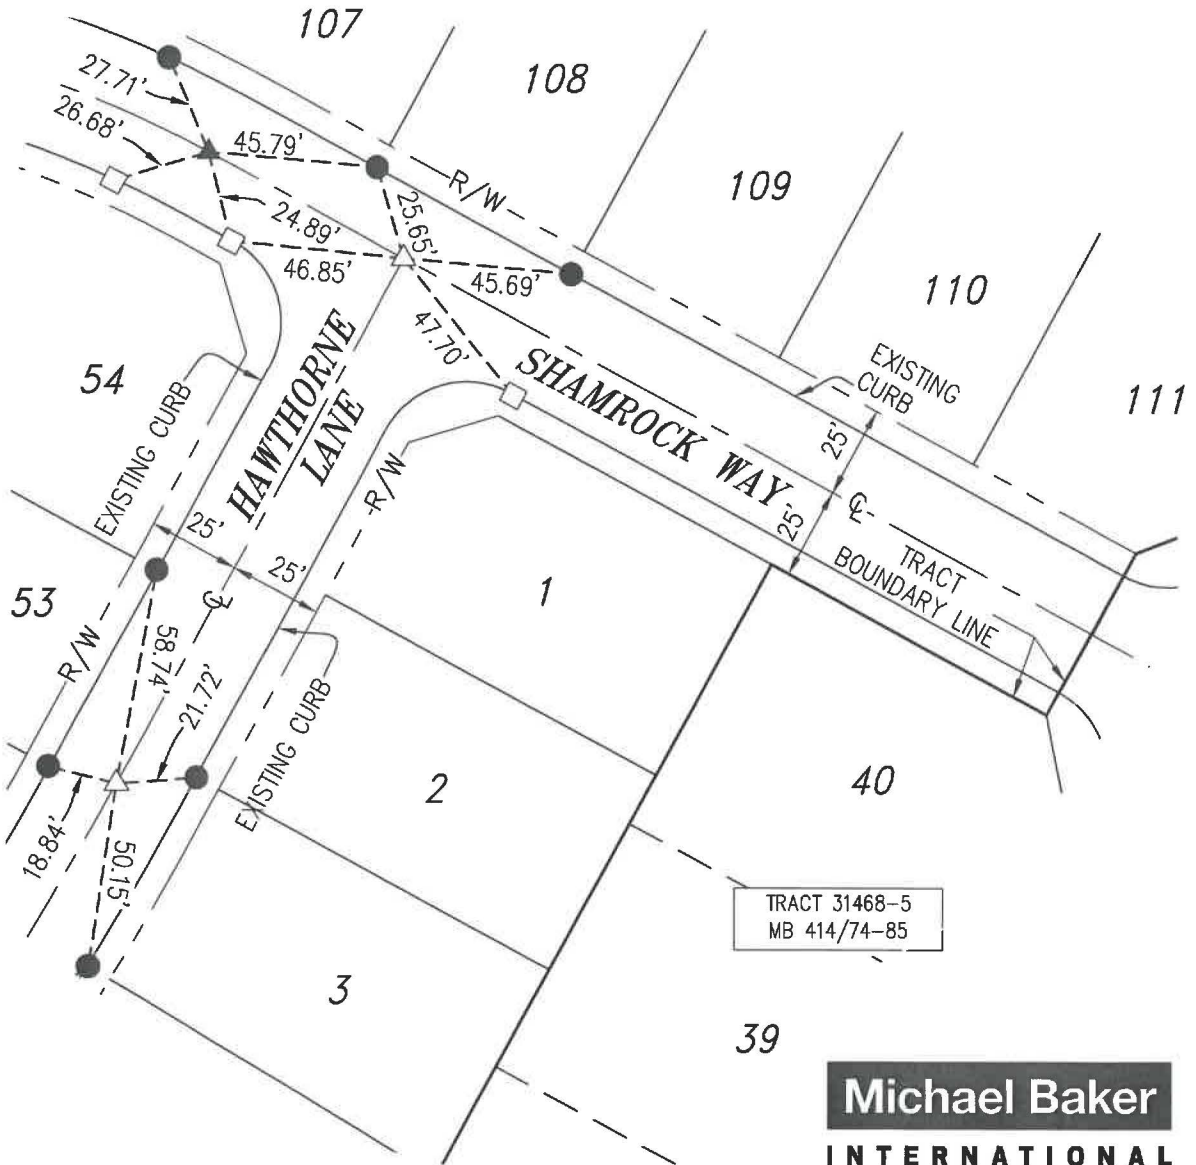 107
108
27.71'
26.68'
45.79'
R/W
109
24.89'
25.65'
46.85'
45.69'
110
47.70'
HAWTHORNE
LANE
SHAMROCK WAY
EXISTING
CURB
111
54
EXISTING CURB
R/W
25'
25'
℄
25'
25'
TRACT
BOUNDARY LINE
53
1
R/W
58.74'
21.72'
EXISTING CURB
2
40
18.84'
50.15'
TRACT 31468-5
MB 414/74-85
3
39
Michael Baker
INTERNATIONAL